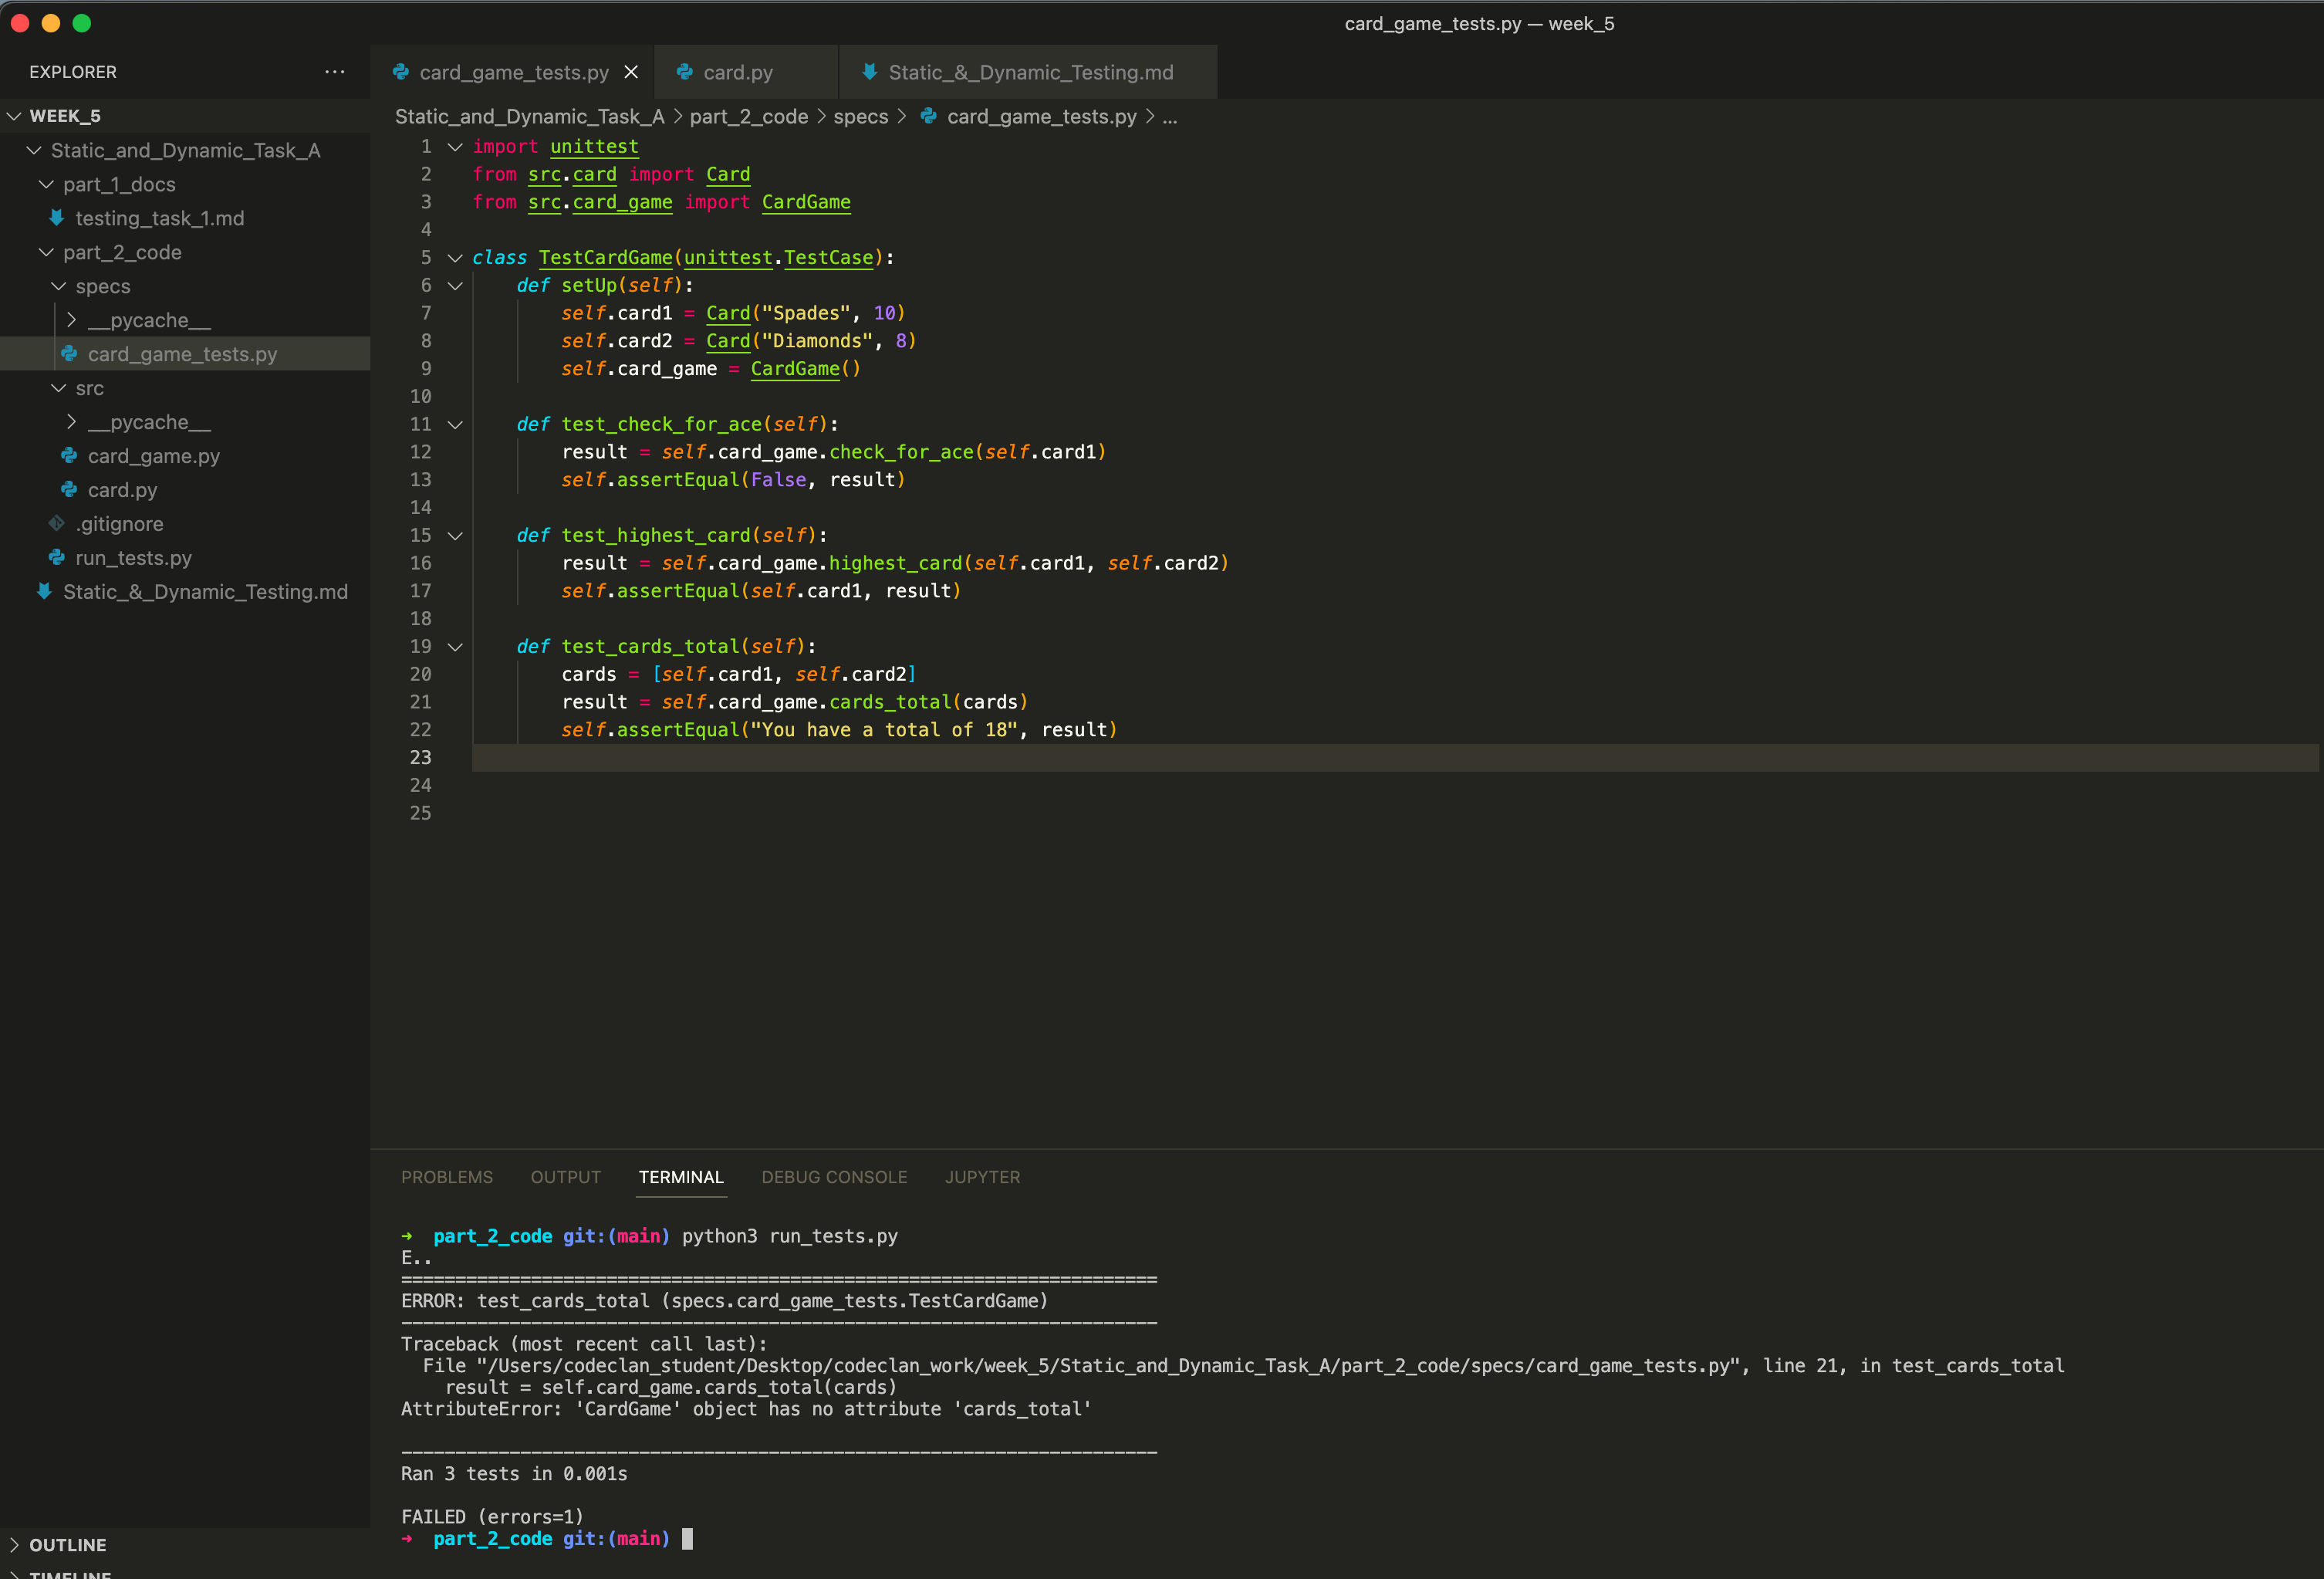 card_game_tests.py — week_5
EXPLORER
WEEK_5
Static_and_Dynamic_Task_A
part_1_docs
testing_task_1.md
part_2_code
specs
__pycache__
card_game_tests.py
src
__pycache__
card_game.py
card.py
.gitignore
run_tests.py
Static_&_Dynamic_Testing.md
OUTLINE
TIMELINE
card_game_tests.py card.py Static_&_Dynamic_Testing.md
Static_and_Dynamic_Task_A > part_2_code > specs > card_game_tests.py > ...
1 import unittest
2 from src.card import Card
3 from src.card_game import CardGame
4
5 class TestCardGame(unittest.TestCase):
6 def setUp(self):
7 self.card1 = Card("Spades", 10)
8 self.card2 = Card("Diamonds", 8)
9 self.card_game = CardGame()
10
11 def test_check_for_ace(self):
12 result = self.card_game.check_for_ace(self.card1)
13 self.assertEqual(False, result)
14
15 def test_highest_card(self):
16 result = self.card_game.highest_card(self.card1, self.card2)
17 self.assertEqual(self.card1, result)
18
19 def test_cards_total(self):
20 cards = [self.card1, self.card2]
21 result = self.card_game.cards_total(cards)
22 self.assertEqual("You have a total of 18", result)
23
24
25
PROBLEMS OUTPUT TERMINAL DEBUG CONSOLE JUPYTER
→ part_2_code git:(main) python3 run_tests.py
E..
======================================================================
ERROR: test_cards_total (specs.card_game_tests.TestCardGame)
----------------------------------------------------------------------
Traceback (most recent call last):
File "/Users/codeclan_student/Desktop/codeclan_work/week_5/Static_and_Dynamic_Task_A/part_2_code/specs/card_game_tests.py", line 21, in test_cards_total
result = self.card_game.cards_total(cards)
AttributeError: 'CardGame' object has no attribute 'cards_total'
----------------------------------------------------------------------
Ran 3 tests in 0.001s
FAILED (errors=1)
→ part_2_code git:(main)